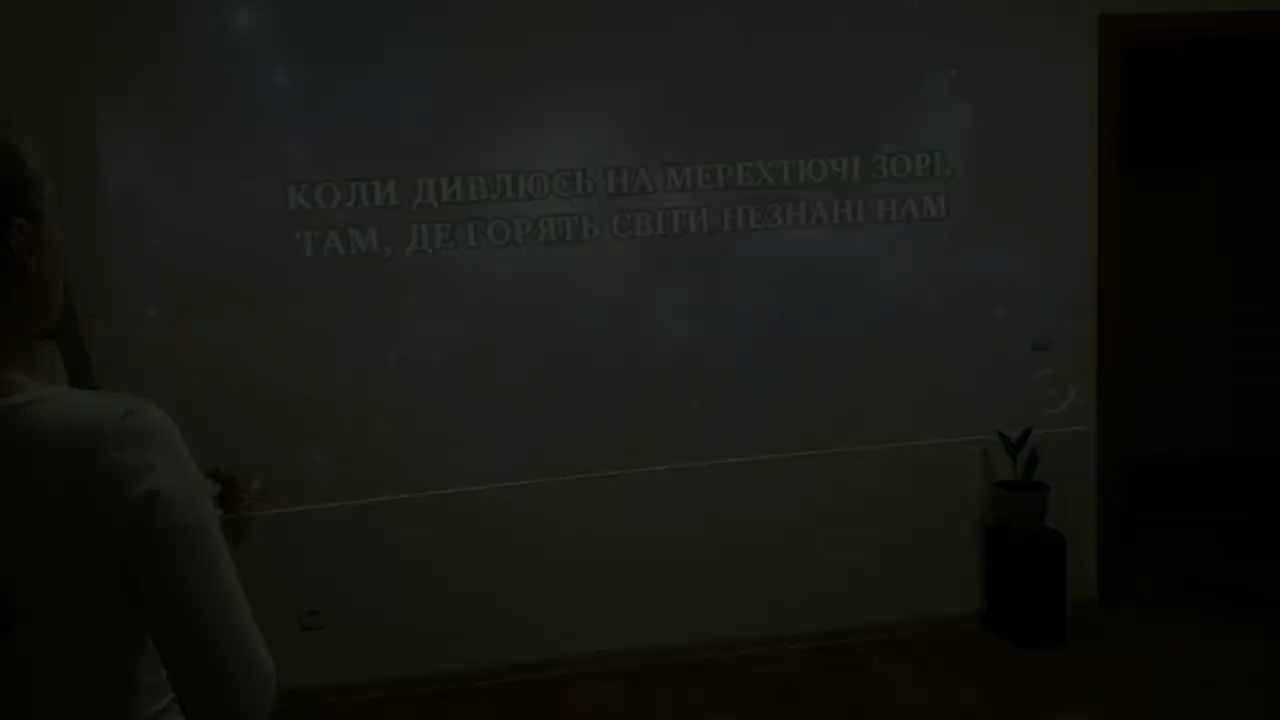 КОЛИ ДИВЛЮСЬ НА МЕРЕХТЮЧІ ЗОРІ,
ТАМ, ДЕ ГОРЯТЬ СВІТИ НЕЗНАНІ НАМ